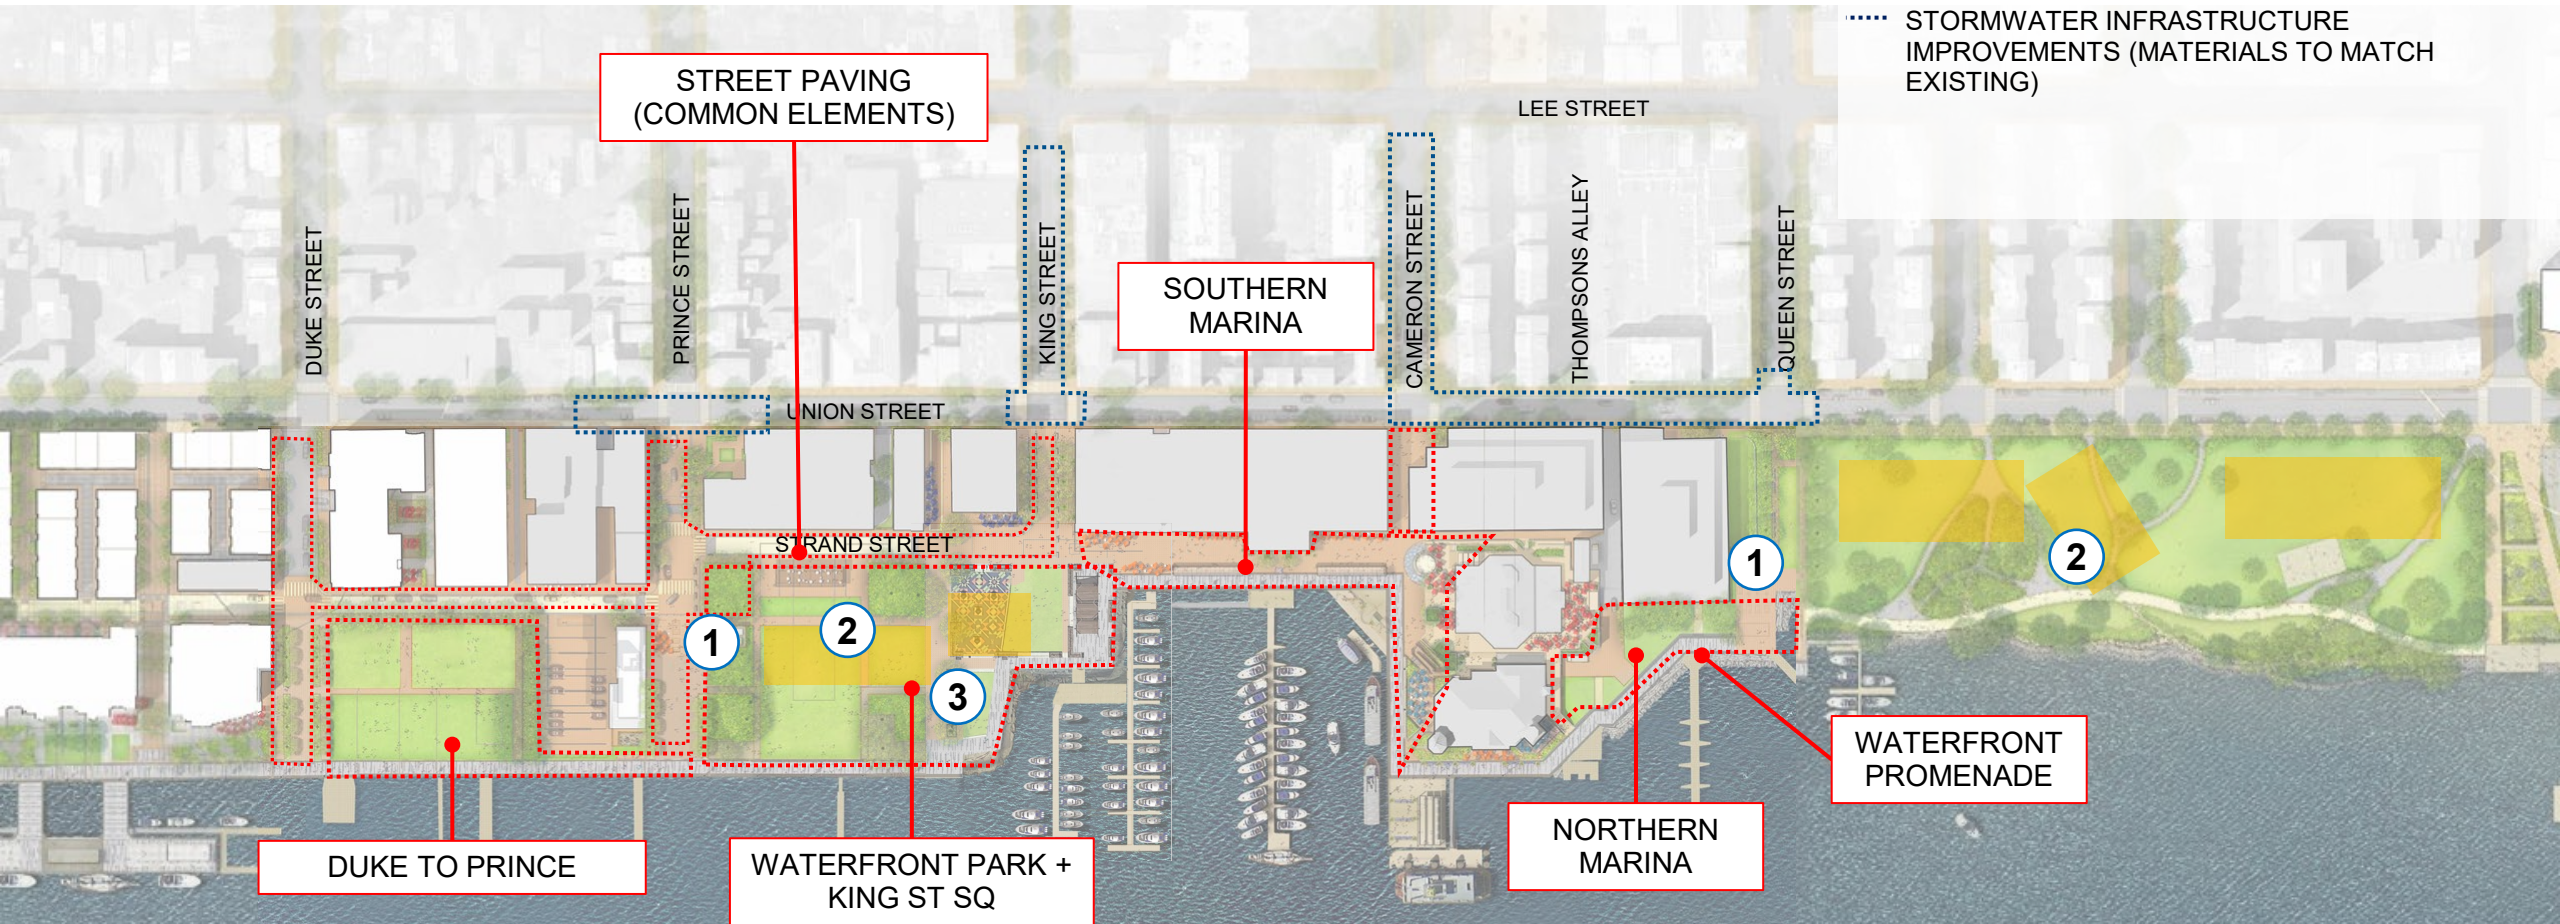 STORMWATER INFRASTRUCTURE
IMPROVEMENTS (MATERIALS TO MATCH
EXISTING)
STREET PAVING
(COMMON ELEMENTS)
LEE STREET
DUKE STREET
PRINCE STREET
KING STREET
SOUTHERN
MARINA
CAMERON STREET
THOMPSONS ALLEY
QUEEN STREET
UNION STREET
STRAND STREET
1
2
3
1
2
DUKE TO PRINCE
WATERFRONT PARK +
KING ST SQ
NORTHERN
MARINA
WATERFRONT
PROMENADE